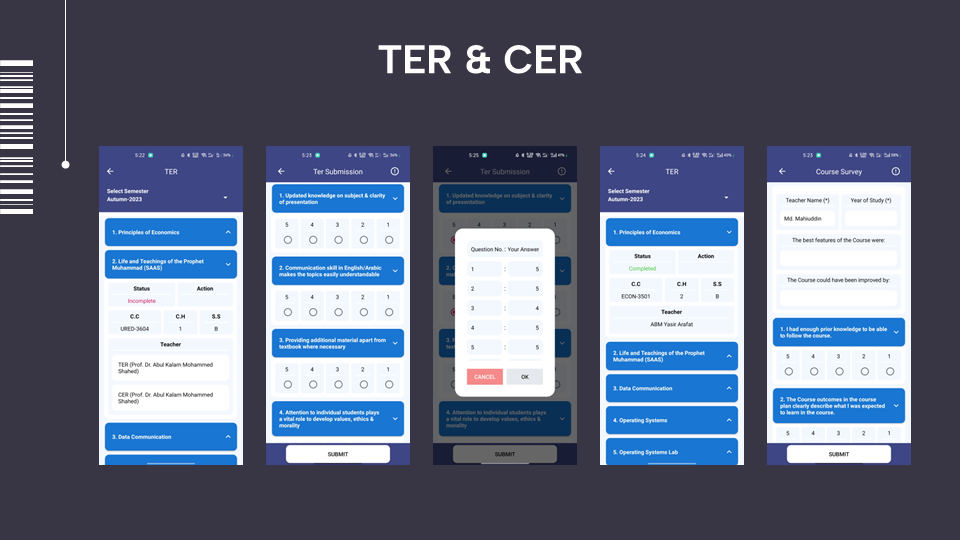 TER & CER
5:22
TER
Select Semester
Autumn-2023
1. Principles of Economics
2. Life and Teachings of the Prophet
Muhammad (SAAS)
Status
Action
Incomplete
C.C
C.H
S.S
URED-3604
1
B
Teacher
TER (Prof. Dr. Abul Kalam Mohammed
Shahed)
CER (Prof. Dr. Abul Kalam Mohammed
Shahed)
3. Data Communication
5:23
Ter Submission
1. Updated knowledge on subject & clarity
of presentation
5 4 3 2 1
2. Communication skill in English/Arabic
makes the topics easily understandable
5 4 3 2 1
3. Providing additional material apart from
textbook where necessary
5 4 3 2 1
4. Attention to individual students plays
a vital role to develop values, ethics &
morality
SUBMIT
5:25
Ter Submission
1. Updated knowledge on subject & clarity
of presentation
Question No. : Your Answer
1 : 5
2 : 5
3 : 4
4 : 5
5 : 5
CANCEL
OK
4. Attention to individual students plays
a vital role to develop values, ethics &
morality
SUBMIT
5:24
TER
Select Semester
Autumn-2023
1. Principles of Economics
Status
Action
Completed
C.C
C.H
S.S
ECON-3501
2
B
Teacher
ABM Yasir Arafat
2. Life and Teachings of the Prophet
Muhammad (SAAS)
3. Data Communication
4. Operating Systems
5. Operating Systems Lab
5:23
Course Survey
Teacher Name (*)
Year of Study (*)
Md. Mahiuddin
The best features of the Course were:
The Course could have been improved by:
1. I had enough prior knowledge to be able
to follow the course.
5 4 3 2 1
2. The Course outcomes in the course
plan clearly describe what I was expected
to learn in the course.
5 4 3 2 1
SUBMIT